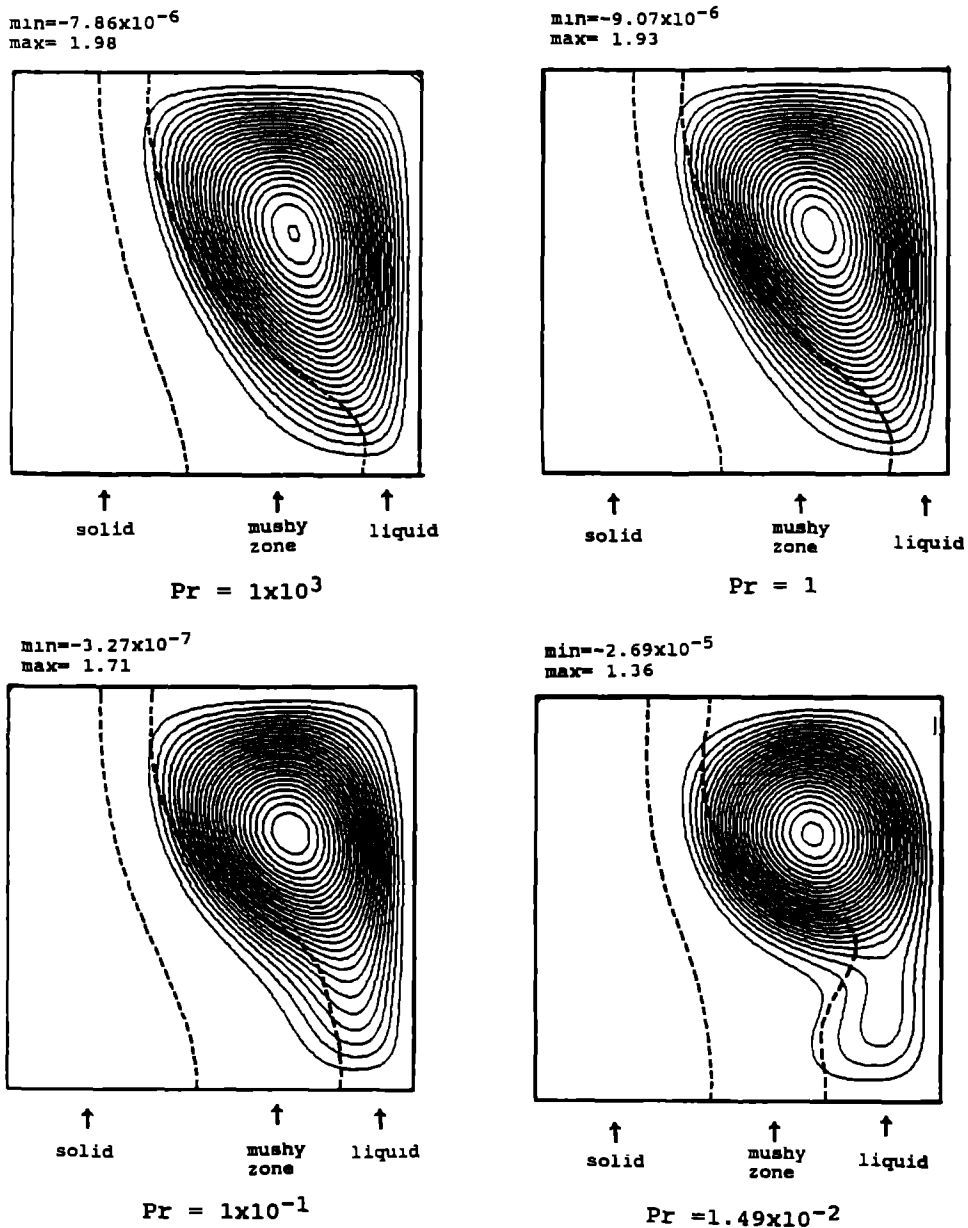 min=-7.86x10⁻⁶
max= 1.98
↑ ↑ ↑
solid mushy zone liquid
Pr = 1x10³
min=-9.07x10⁻⁶
max= 1.93
↑ ↑ ↑
solid mushy zone liquid
Pr = 1
min=-3.27x10⁻⁷
max= 1.71
↑ ↑ ↑
solid mushy zone liquid
Pr = 1x10⁻¹
min=-2.69x10⁻⁵
max= 1.36
↑ ↑ ↑
solid mushy zone liquid
Pr =1.49x10⁻²